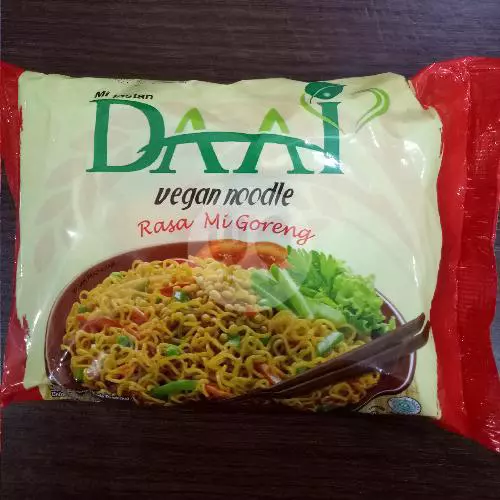 Mi Instan
DAAI
vegan noodle
Rasa Mi Goreng